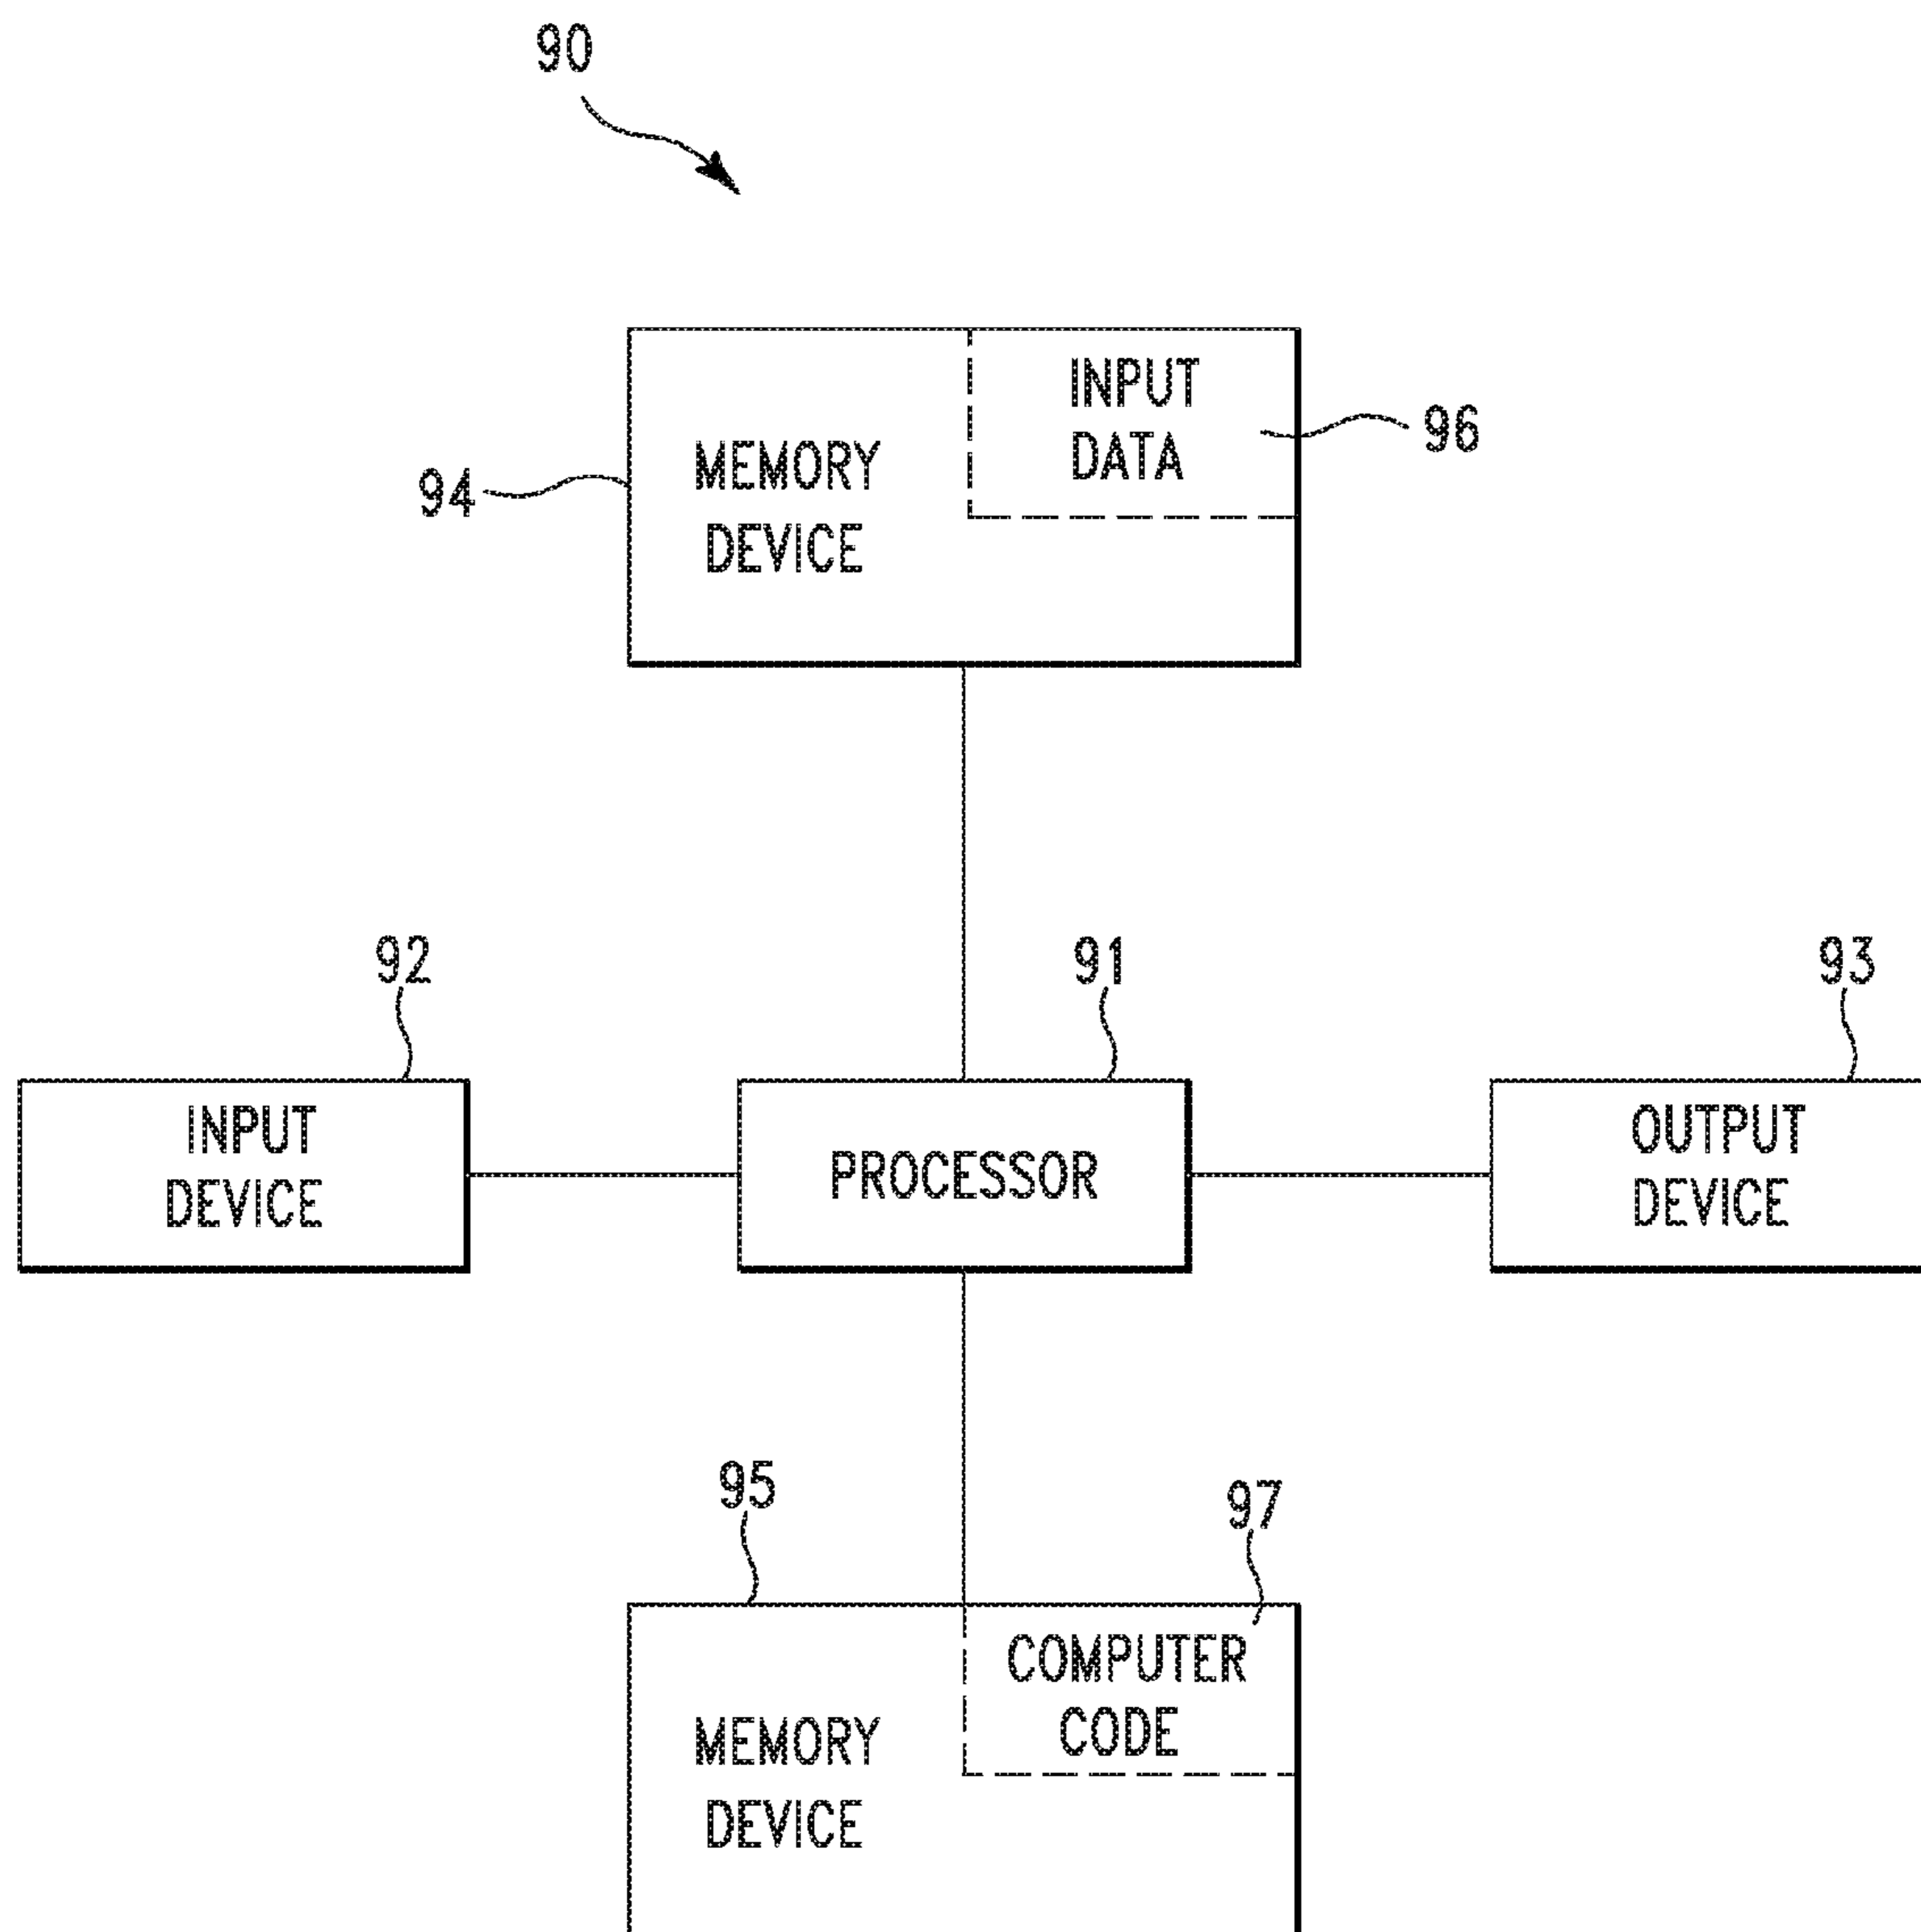 90
INPUT
DATA
96
MEMORY
DEVICE
94
92
91
93
INPUT
DEVICE
PROCESSOR
OUTPUT
DEVICE
95
97
COMPUTER
CODE
MEMORY
DEVICE